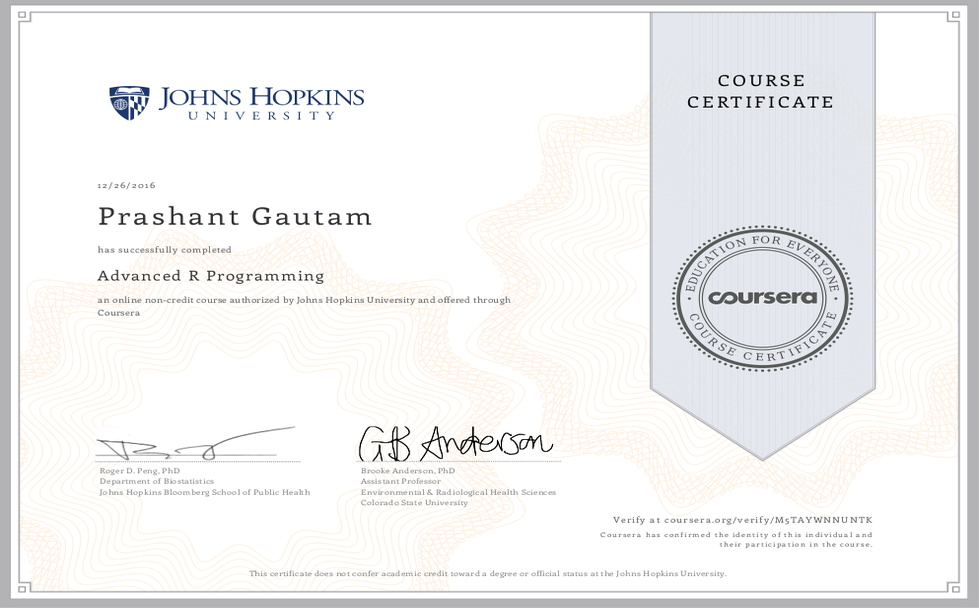 JOHNS HOPKINS
UNIVERSITY
COURSE
CERTIFICATE
12/26/2016
Prashant Gautam
has successfully completed
Advanced R Programming
an online non-credit course authorized by Johns Hopkins University and offered through
Coursera
EDUCATION FOR EVERYONE
coursera
COURSE CERTIFICATE
GB Anderson
Roger D. Peng, PhD
Department of Biostatistics
Johns Hopkins Bloomberg School of Public Health
Brooke Anderson, PhD
Assistant Professor
Environmental & Radiological Health Sciences
Colorado State University
Verify at coursera.org/verify/M5TAYWNNUNTK
Coursera has confirmed the identity of this individual and
their participation in the course.
This certificate does not confer academic credit toward a degree or official status at the Johns Hopkins University.